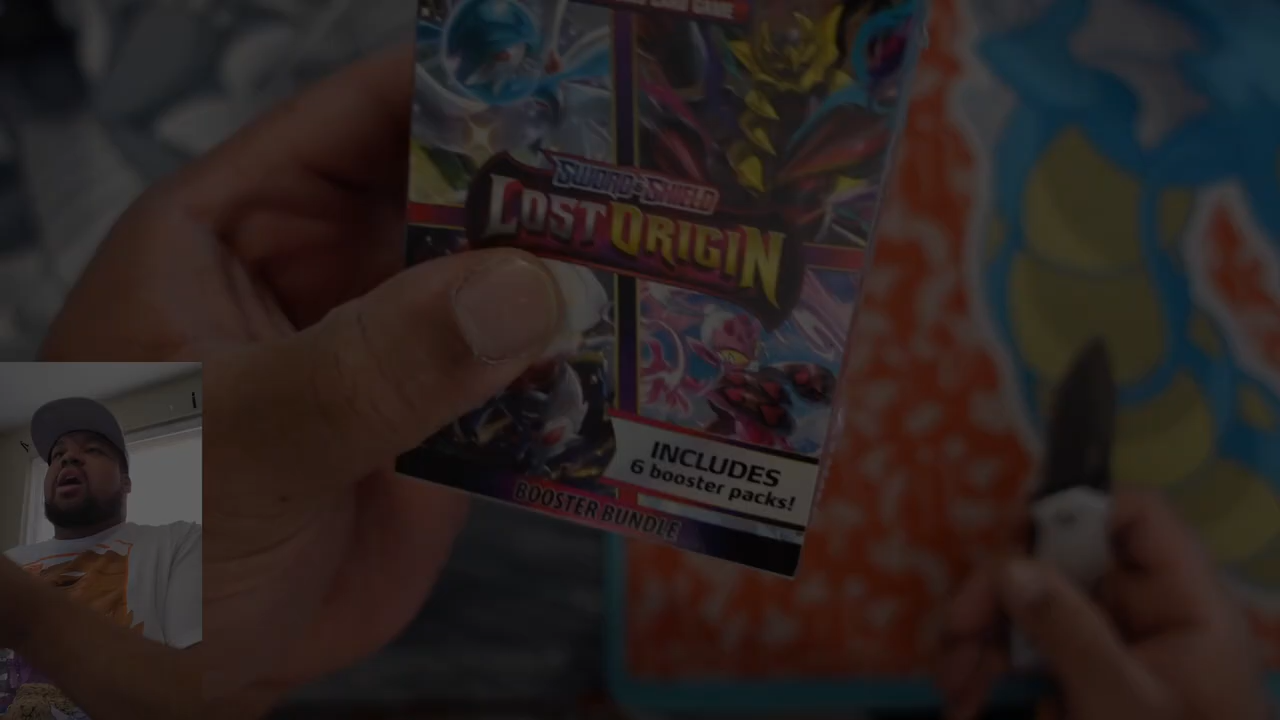 SWORD & SHIELD
LOST ORIGIN
INCLUDES
6 booster packs!
BOOSTER BUNDLE